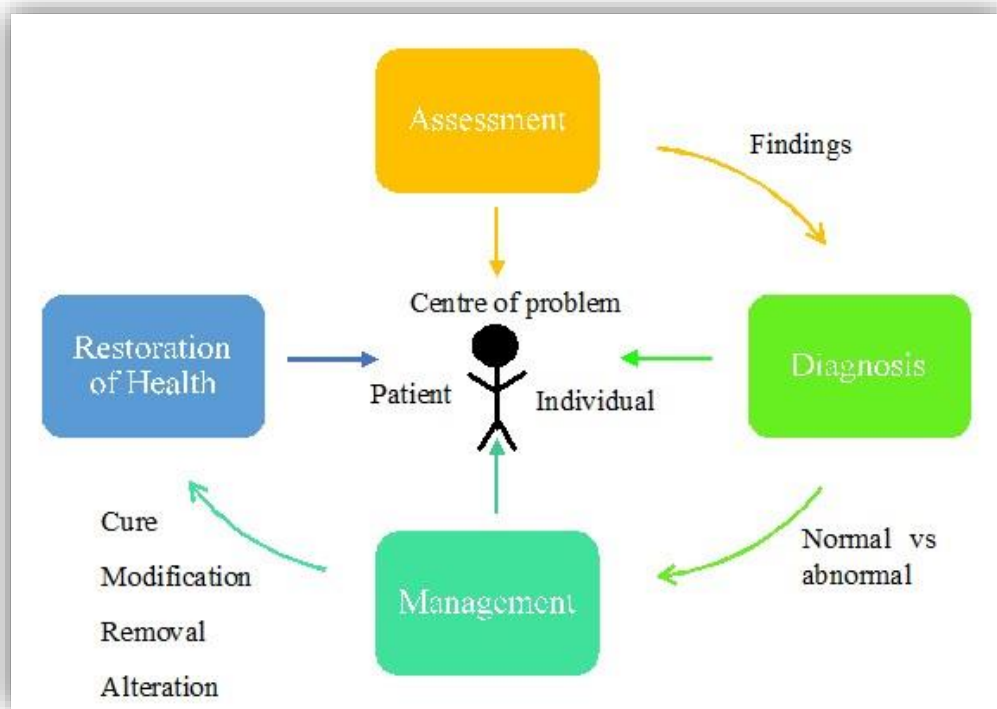 Assessment
Findings
Centre of problem
Restoration
of Health
Patient
Individual
Diagnosis
Cure
Modification
Removal
Alteration
Management
Normal vs
abnormal